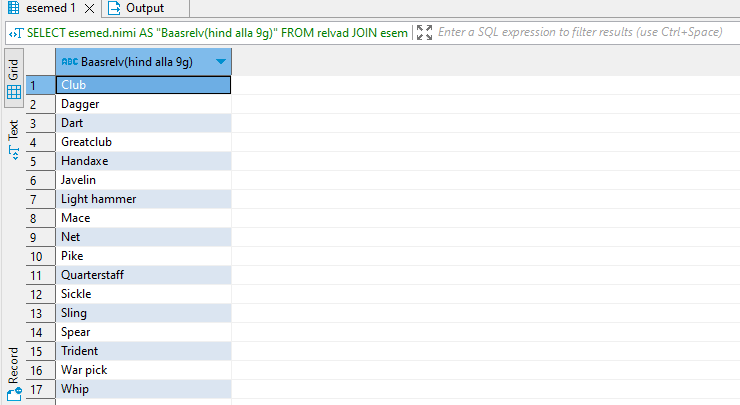 esemed 1
Output
SELECT esemed.nimi AS "Baasrelv(hind alla 9g)" FROM relvad JOIN esem
Enter a SQL expression to filter results (use Ctrl+Space)
Grid
Text
Record
ABC Baasrelv(hind alla 9g)
1 Club
2 Dagger
3 Dart
4 Greatclub
5 Handaxe
6 Javelin
7 Light hammer
8 Mace
9 Net
10 Pike
11 Quarterstaff
12 Sickle
13 Sling
14 Spear
15 Trident
16 War pick
17 Whip